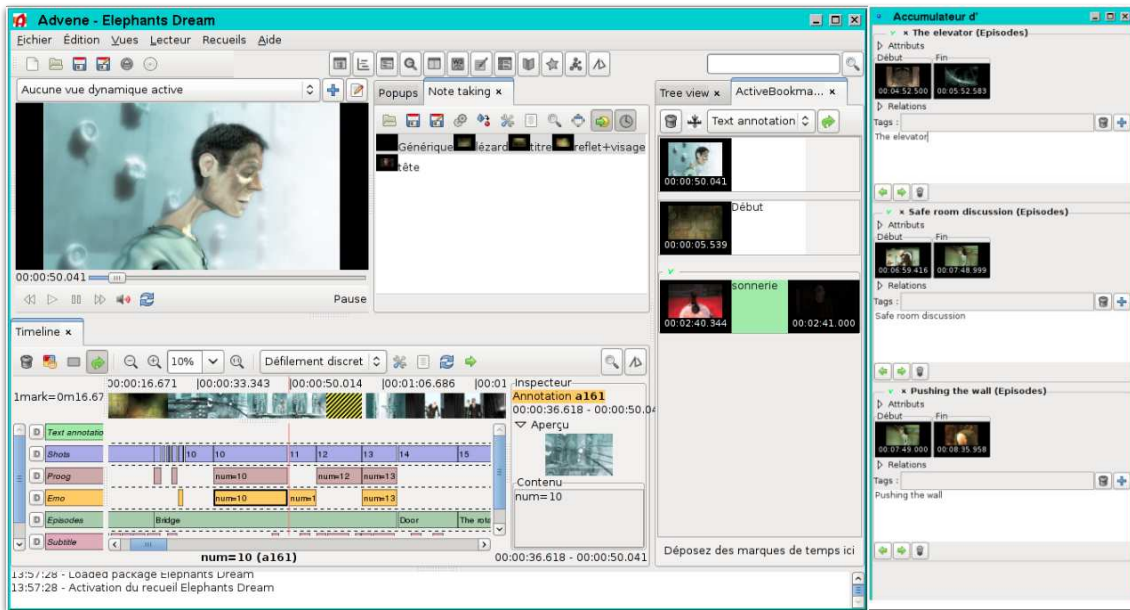 Advene - Elephants Dream
Fichier Édition Vues Lecteur Recueils Aide
Aucune vue dynamique active
00:00:50.041
Pause
Popups Note taking
Générique lézard titre reflet+visage
tête
Tree view ActiveBookma...
Text annotation
00:00:50.041
Début
00:00:05.539
sonnerie
00:02:40.344 00:02:41.000
Déposez des marques de temps ici
Timeline
10% Défilement discret
00:00:16.671 |00:00:33.343 |00:00:50.014 |00:01:06.686 |00:01
1mark=0m16.67
D Text annotatio
D Shots 10 10 11 12 13 14 15
D Proog num=10 num=12 num=13
D Emo num=10 num=1 num=13
D Episodes Bridge Door The rota
D Subtitle
num=10 (a161) 00:00:36.618 - 00:00:50.041
Inspecteur
Annotation a161
00:00:36.618 - 00:00:50.04
Aperçu
Contenu
num=10
13:57:28 - Loaded package Elephants Dream
13:57:28 - Activation du recueil Elephants Dream
Accumulateur d'
The elevator (Episodes)
Attributs
Début Fin
00:04:52.500 00:05:52.583
Relations
Tags :
The elevator
Safe room discussion (Episodes)
Attributs
Début Fin
00:06:59.416 00:07:48.999
Relations
Tags :
Safe room discussion
Pushing the wall (Episodes)
Attributs
Début Fin
00:07:49.000 00:08:35.958
Relations
Tags :
Pushing the wall